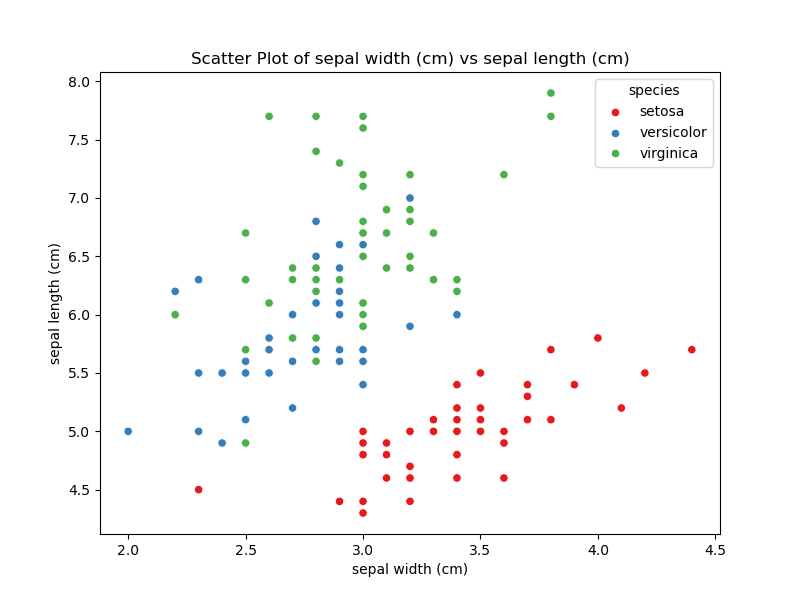 Scatter Plot of sepal width (cm) vs sepal length (cm)
species
setosa
versicolor
virginica
8.0
7.5
7.0
6.5
6.0
5.5
5.0
4.5
sepal length (cm)
2.0 2.5 3.0 3.5 4.0 4.5
sepal width (cm)